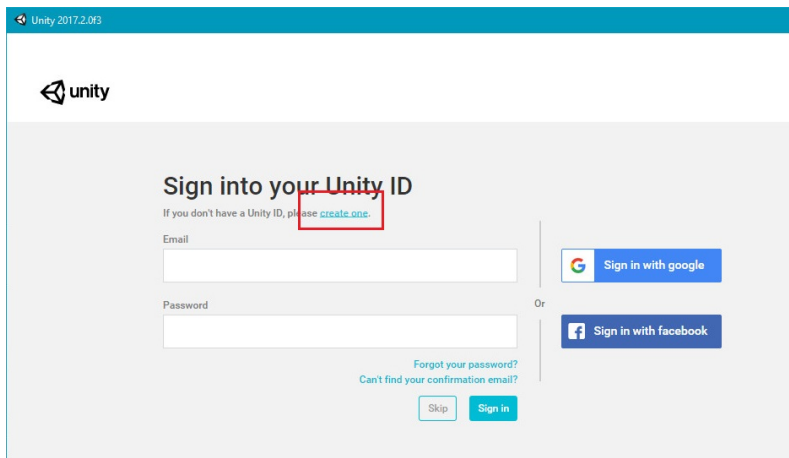 Unity 2017.2.0f3
unity
Sign into your Unity ID
If you don't have a Unity ID, please create one.
Email
Sign in with google
Password
Or
Sign in with facebook
Forgot your password?
Can't find your confirmation email?
Skip
Sign in